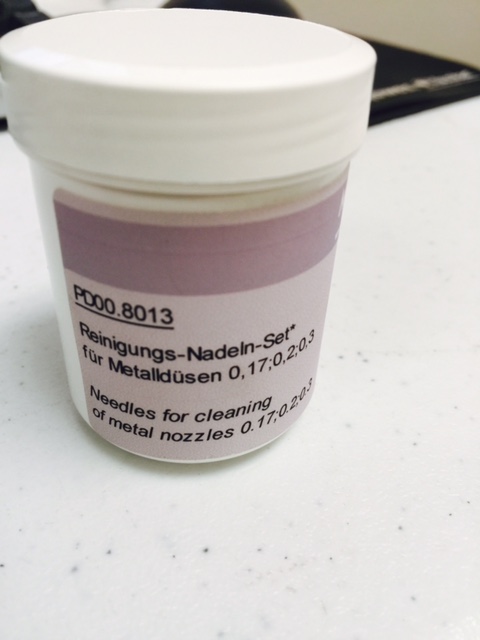 PD00.8013
Reinigungs-Nadeln-Set*
für Metalldüsen 0,17;0,2;0,3
Needles for cleaning
of metal nozzles 0.17;0.2;0.3